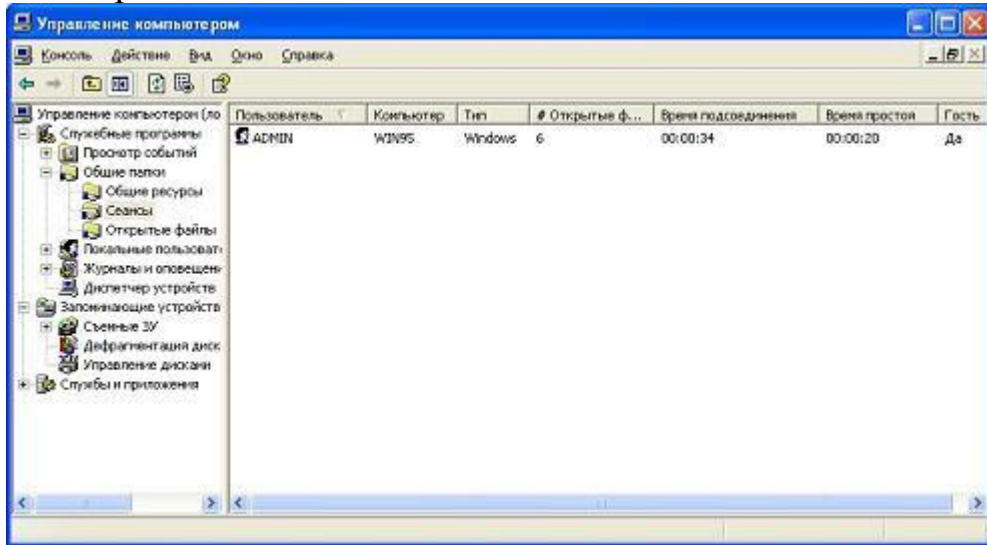 Управление компьютером
Консоль Действие Вид Окно Справка
Управление компьютером (ло
Пользователь Компьютер Тип # Открытые ф... Время подсоединения Время простоя Гость
Служебные программы
ADMIN WIN95 Windows 6 00:00:34 00:00:20 Да
Просмотр событий
Общие папки
Общие ресурсы
Сеансы
Открытые файлы
Локальные пользовате
Журналы и оповещени
Диспетчер устройств
Запоминающие устройств
Съемные ЗУ
Дефрагментация диск
Управление дисками
Службы и приложения